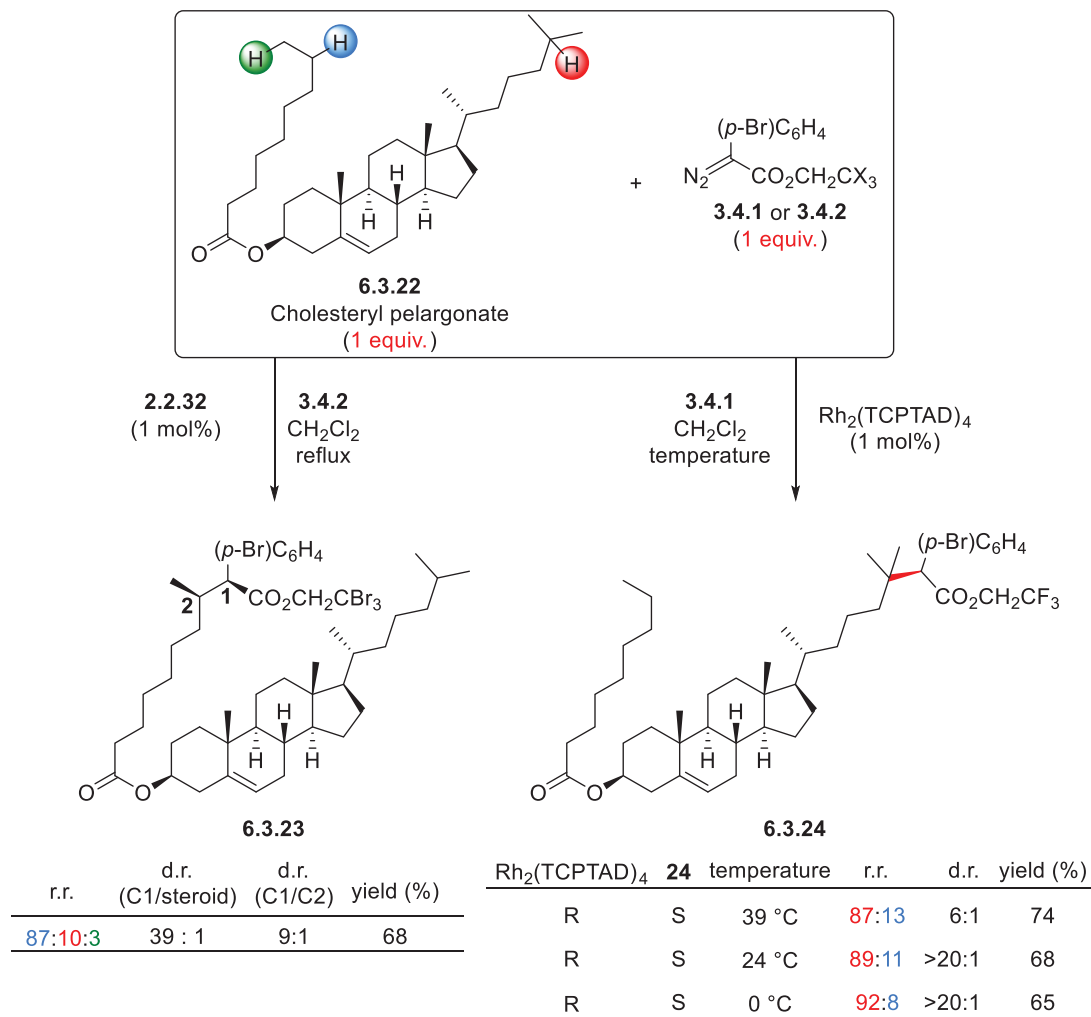 H
H
H
(p-Br)C6H4
N2
CO2CH2CX3
+
3.4.1 or 3.4.2
(1 equiv.)
H
H
H
O
O
6.3.22
Cholesteryl pelargonate
(1 equiv.)
2.2.32
(1 mol%)
3.4.2
CH2Cl2
reflux
3.4.1
CH2Cl2
temperature
Rh2(TCPTAD)4
(1 mol%)
(p-Br)C6H4
1
2
CO2CH2CBr3
H
H
H
O
O
6.3.23
(p-Br)C6H4
CO2CH2CF3
H
H
H
O
O
6.3.24
r.r. d.r. (C1/steroid) d.r. (C1/C2) yield (%)
87:10:3 39 : 1 9:1 68
Rh2(TCPTAD)4 24 temperature r.r. d.r. yield (%)
R S 39 °C 87:13 6:1 74
R S 24 °C 89:11 >20:1 68
R S 0 °C 92:8 >20:1 65